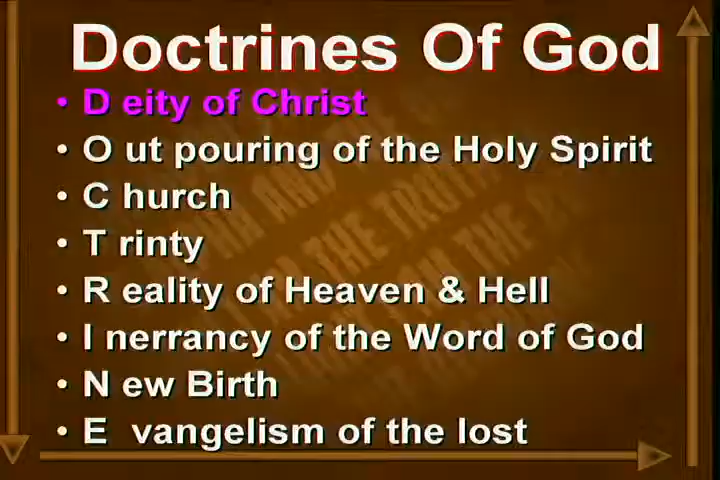 Doctrines Of God
• D eity of Christ
• O ut pouring of the Holy Spirit
• C hurch
• T rinty
• R eality of Heaven & Hell
• I nerrancy of the Word of God
• N ew Birth
• E  vangelism of the lost